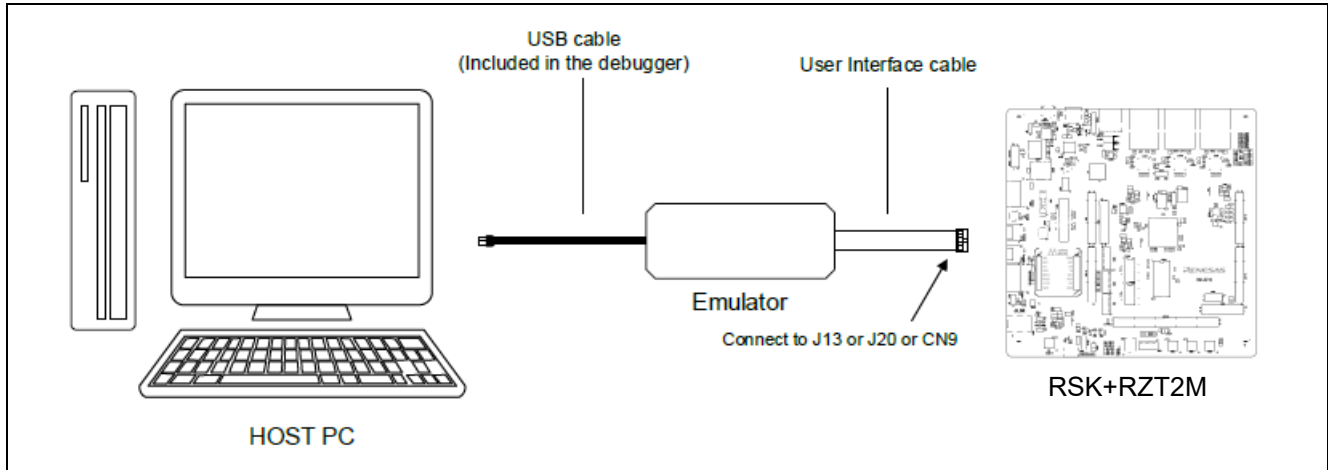 USB cable
(Included in the debugger)
User Interface cable
Emulator
Connect to J13 or J20 or CN9
RENESAS
RSK+RZT2M
HOST PC